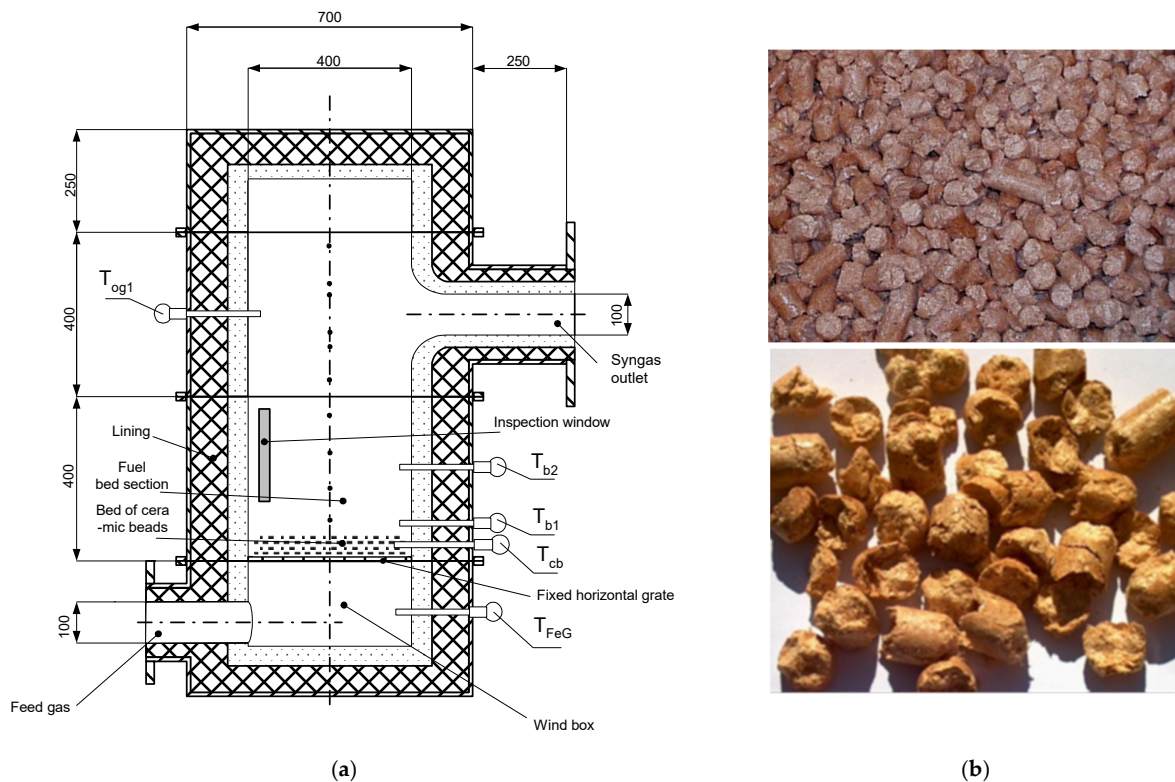 700
400
250
250
T_og1
400
100
Syngas
outlet
Lining
Inspection window
400
Fuel
bed section
T_b2
Bed of cera
-mic beads
T_b1
T_cb
Fixed horizontal grate
100
T_FeG
Feed gas
Wind box
(a)
(b)